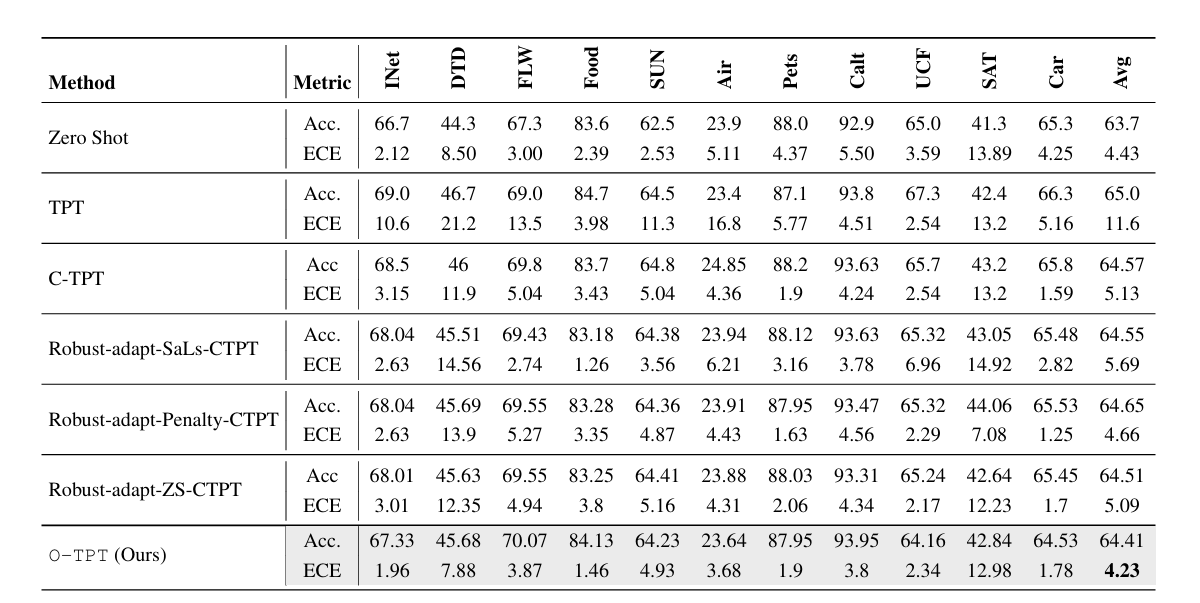 Method Metric INet DTD FLW Food SUN Air Pets Calt UCF SAT Car Avg
Zero Shot
Acc. 66.7 44.3 67.3 83.6 62.5 23.9 88.0 92.9 65.0 41.3 65.3 63.7
ECE 2.12 8.50 3.00 2.39 2.53 5.11 4.37 5.50 3.59 13.89 4.25 4.43
TPT
Acc. 69.0 46.7 69.0 84.7 64.5 23.4 87.1 93.8 67.3 42.4 66.3 65.0
ECE 10.6 21.2 13.5 3.98 11.3 16.8 5.77 4.51 2.54 13.2 5.16 11.6
C-TPT
Acc 68.5 46 69.8 83.7 64.8 24.85 88.2 93.63 65.7 43.2 65.8 64.57
ECE 3.15 11.9 5.04 3.43 5.04 4.36 1.9 4.24 2.54 13.2 1.59 5.13
Robust-adapt-SaLs-CTPT
Acc. 68.04 45.51 69.43 83.18 64.38 23.94 88.12 93.63 65.32 43.05 65.48 64.55
ECE 2.63 14.56 2.74 1.26 3.56 6.21 3.16 3.78 6.96 14.92 2.82 5.69
Robust-adapt-Penalty-CTPT
Acc. 68.04 45.69 69.55 83.28 64.36 23.91 87.95 93.47 65.32 44.06 65.53 64.65
ECE 2.63 13.9 5.27 3.35 4.87 4.43 1.63 4.56 2.29 7.08 1.25 4.66
Robust-adapt-ZS-CTPT
Acc 68.01 45.63 69.55 83.25 64.41 23.88 88.03 93.31 65.24 42.64 65.45 64.51
ECE 3.01 12.35 4.94 3.8 5.16 4.31 2.06 4.34 2.17 12.23 1.7 5.09
O-TPT (Ours)
Acc. 67.33 45.68 70.07 84.13 64.23 23.64 87.95 93.95 64.16 42.84 64.53 64.41
ECE 1.96 7.88 3.87 1.46 4.93 3.68 1.9 3.8 2.34 12.98 1.78 4.23